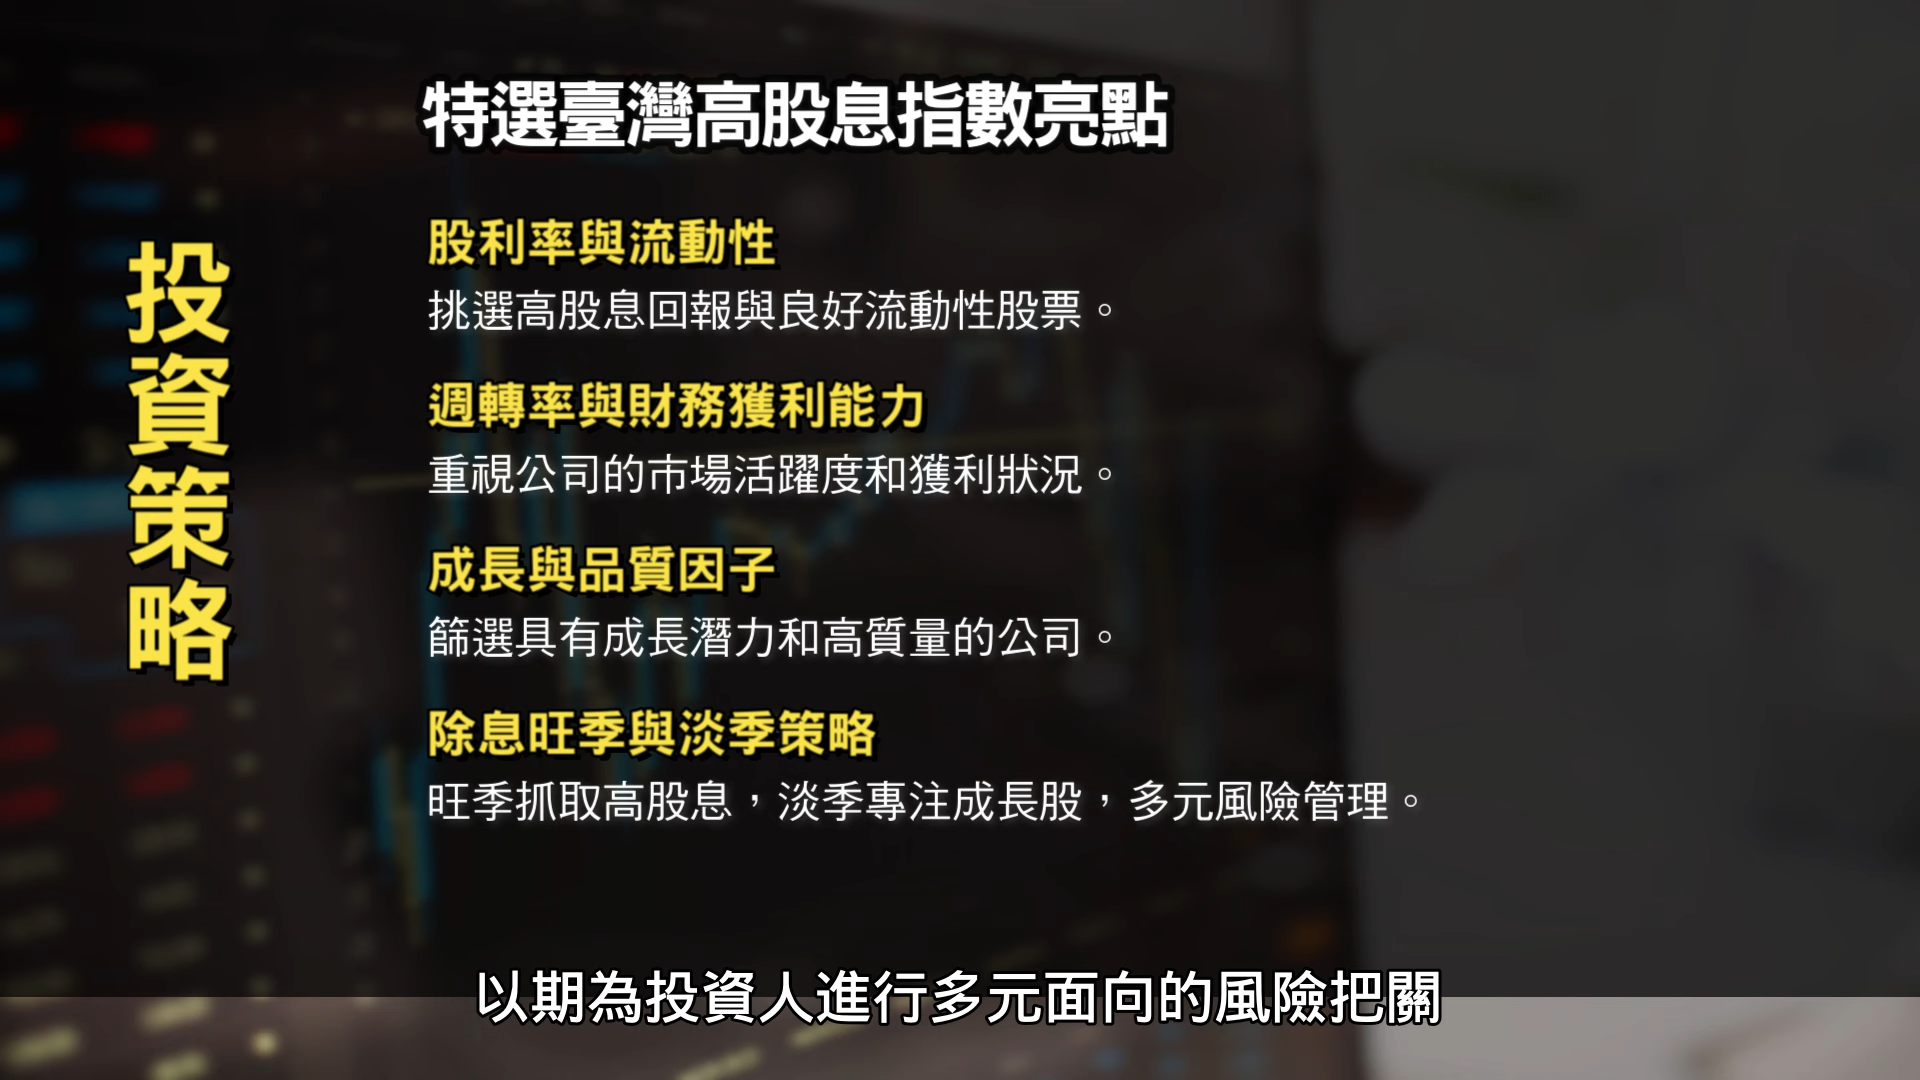 特選臺灣高股息指數亮點
投資策略
股利率與流動性
挑選高股息回報與良好流動性股票。
週轉率與財務獲利能力
重視公司的市場活躍度和獲利狀況。
成長與品質因子
篩選具有成長潛力和高質量的公司。
除息旺季與淡季策略
旺季抓取高股息，淡季專注成長股，多元風險管理。
以期為投資人進行多元面向的風險把關